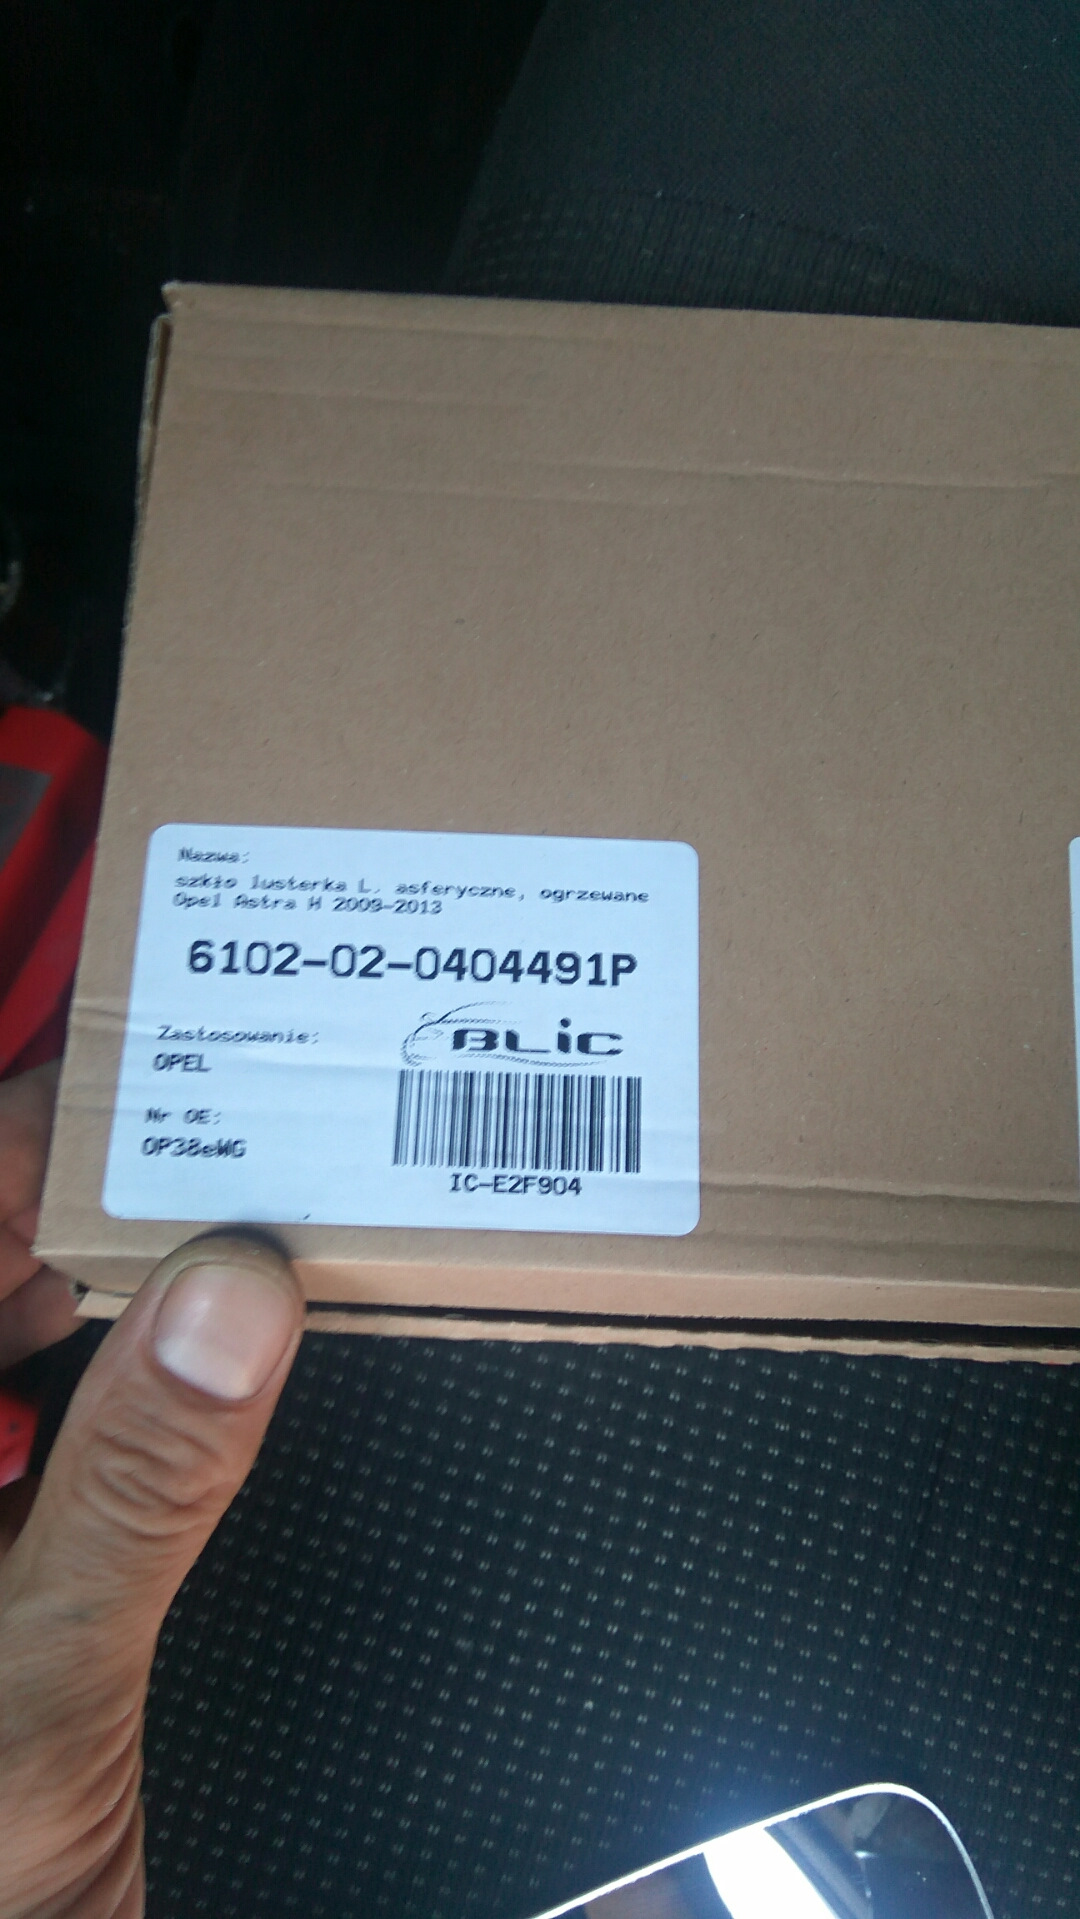 Nazwa:
szkło lusterka L. asferyczne, ogrzewane
Opel Astra H 2009-2013
6102-02-0404491P
Zastosowanie:
OPEL
BLiC
Nr OE:
OP38eWG
IC-E2F904